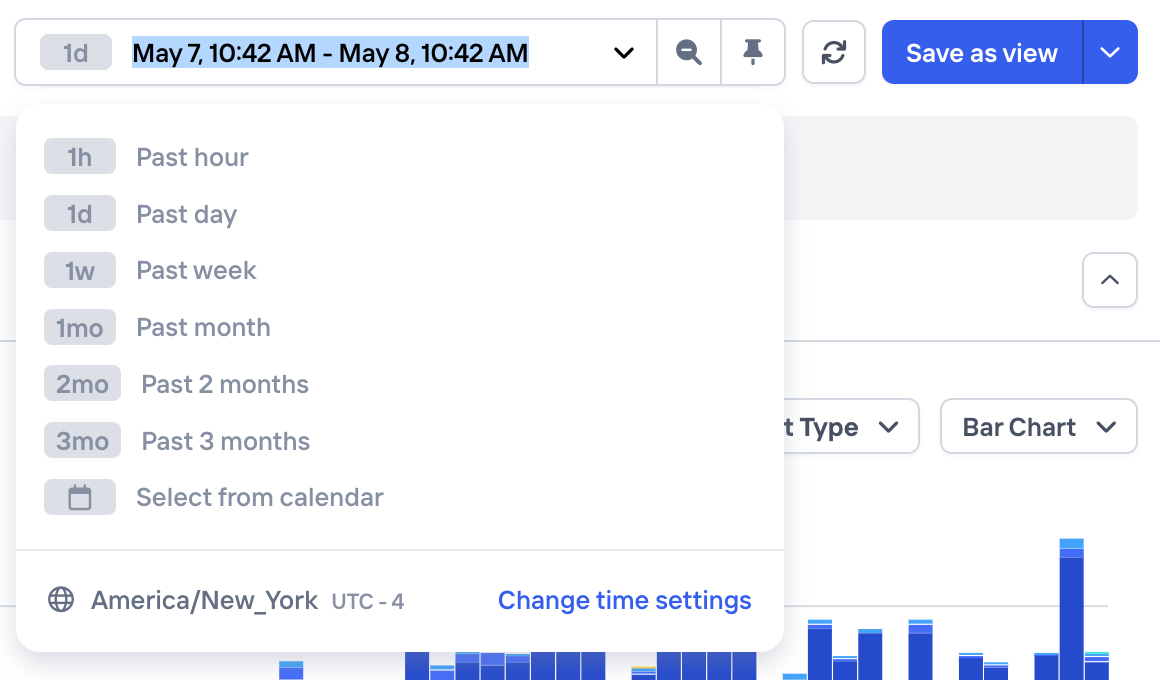 1d May 7, 10:42 AM - May 8, 10:42 AM
Save as view
1h Past hour
1d Past day
1w Past week
1mo Past month
2mo Past 2 months
3mo Past 3 months
Select from calendar
t Type
Bar Chart
America/New_York UTC - 4
Change time settings